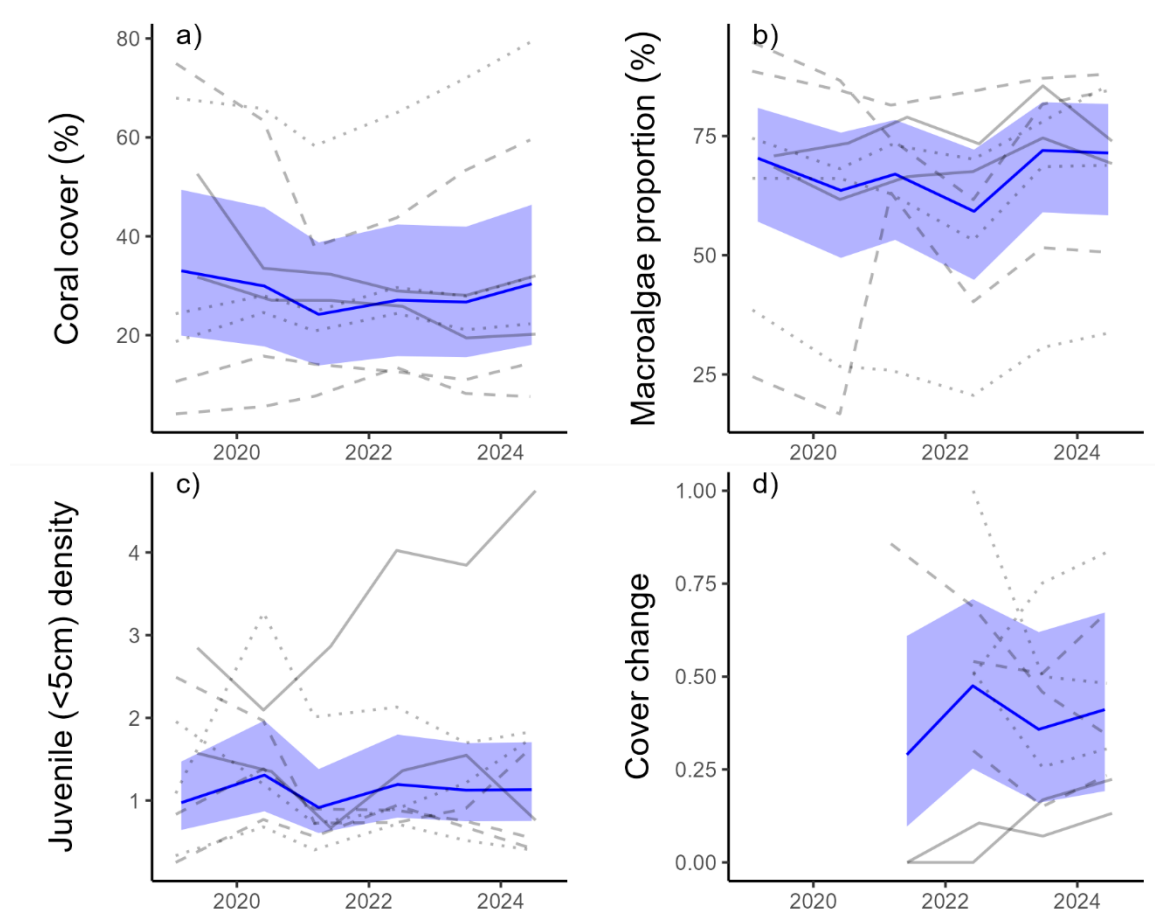 a)
Coral cover (%)
80
60
40
20
2020 2022 2024
b)
Macroalgae proportion (%)
75
50
25
2020 2022 2024
c)
Juvenile (<5cm) density
4
3
2
1
2020 2022 2024
d)
Cover change
1.00
0.75
0.50
0.25
0.00
2020 2022 2024